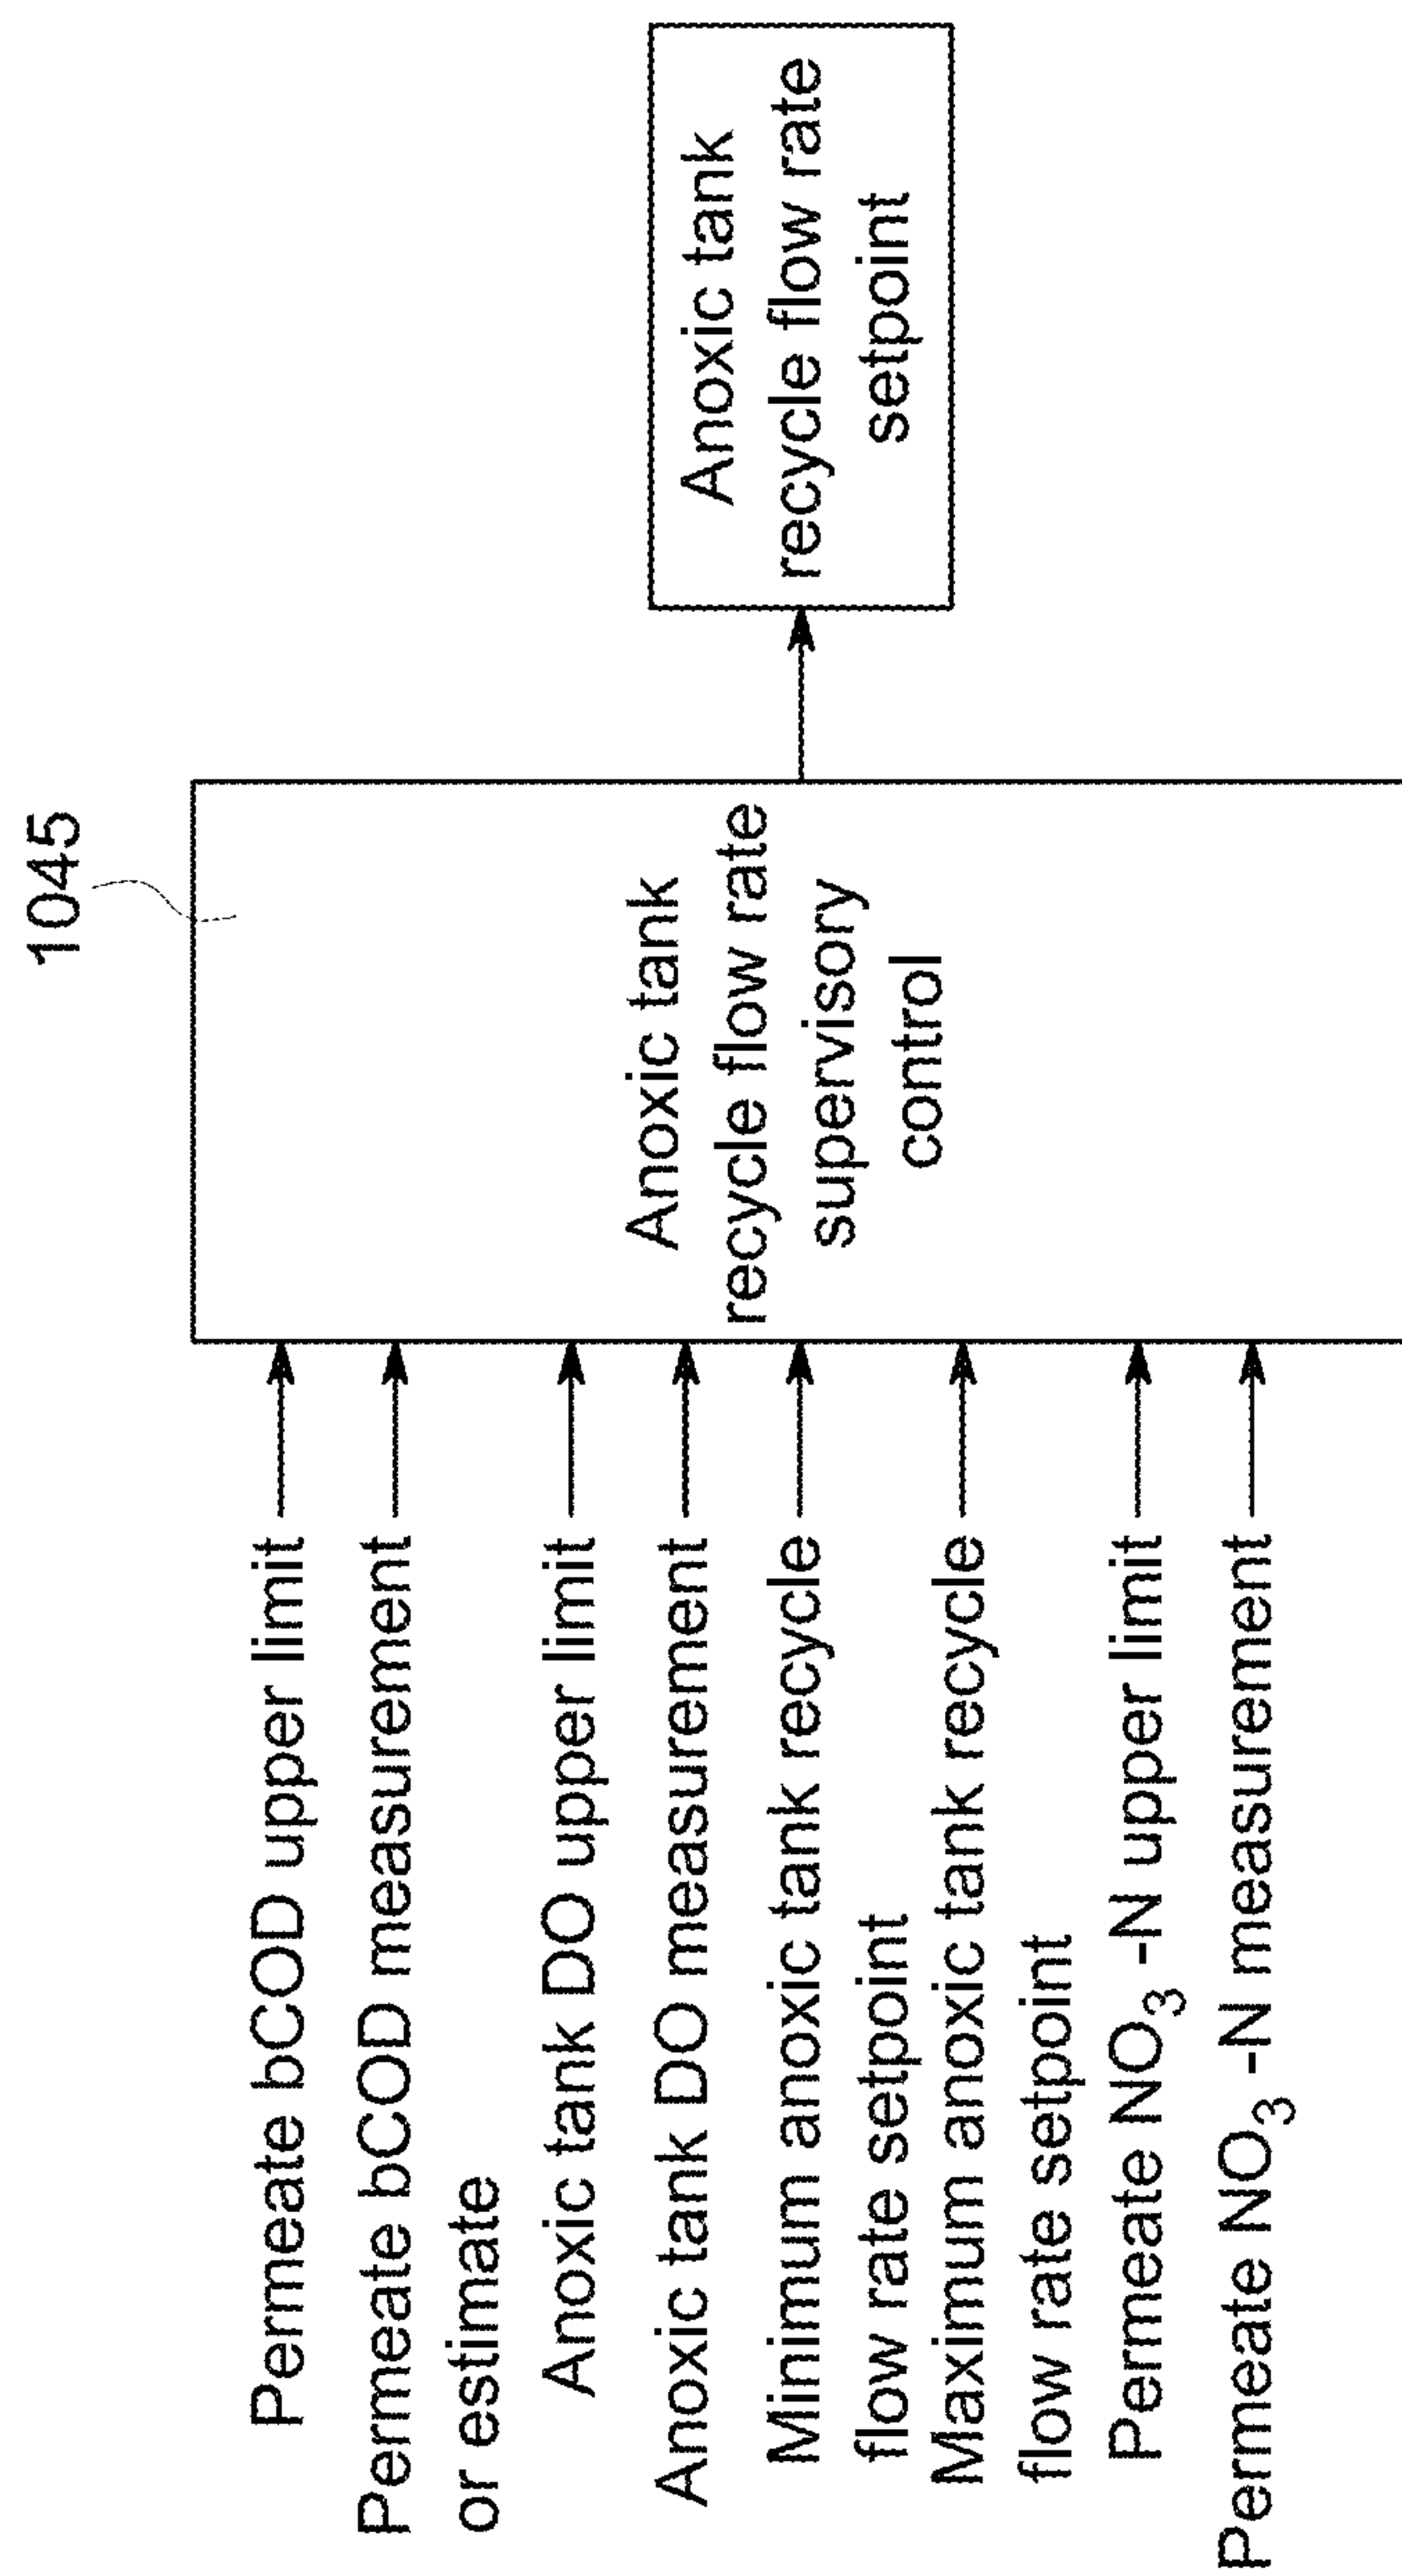 1045
Permeate bCOD upper limit
Permeate bCOD measurement
or estimate
Anoxic tank DO upper limit
Anoxic tank DO measurement
Minimum anoxic tank recycle
flow rate setpoint
Maximum anoxic tank recycle
flow rate setpoint
Permeate NO₃ -N upper limit
Permeate NO₃ -N measurement
Anoxic tank
recycle flow rate
supervisory
control
Anoxic tank
recycle flow rate
setpoint